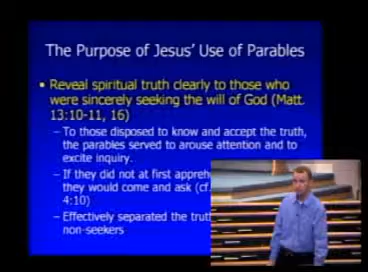 The Purpose of Jesus' Use of Parables
• Reveal spiritual truth clearly to those who
were sincerely seeking the will of God (Matt.
13:10-11, 16)
– To those disposed to know and accept the truth,
the parables served to arouse attention and to
excite inquiry.
– If they did not at first
they would come and ask (cf.
4:10)
– Effectively separated the
non-seekers